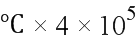 °C × 4 × 10⁵